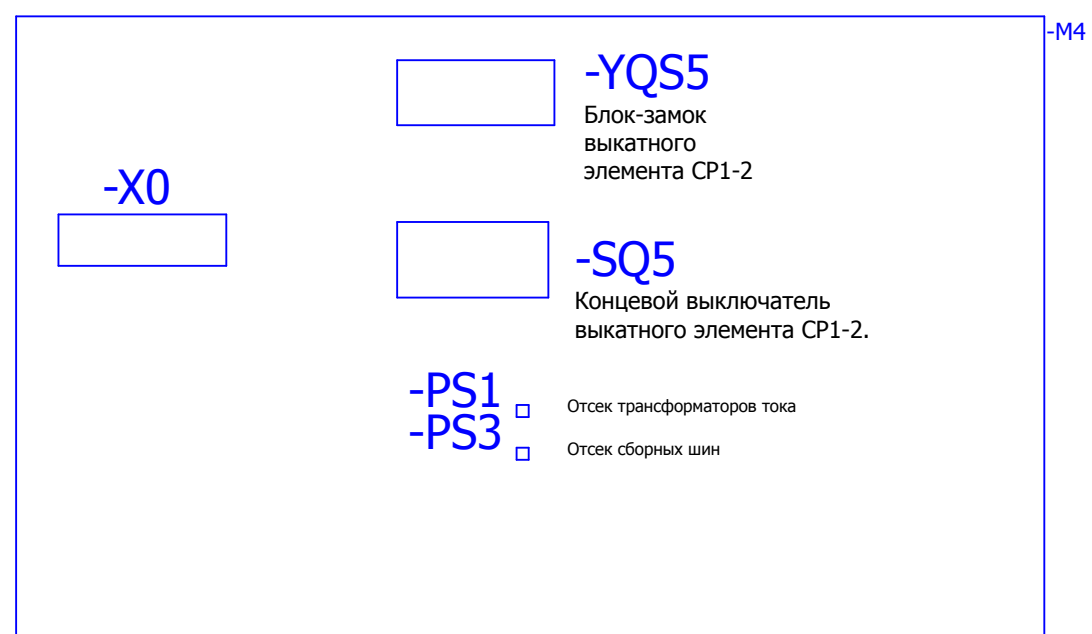 -M4
-YQS5
Блок-замок
выкатного
элемента СР1-2
-X0
-SQ5
Концевой выключатель
выкатного элемента СР1-2.
-PS1
Отсек трансформаторов тока
-PS3
Отсек сборных шин